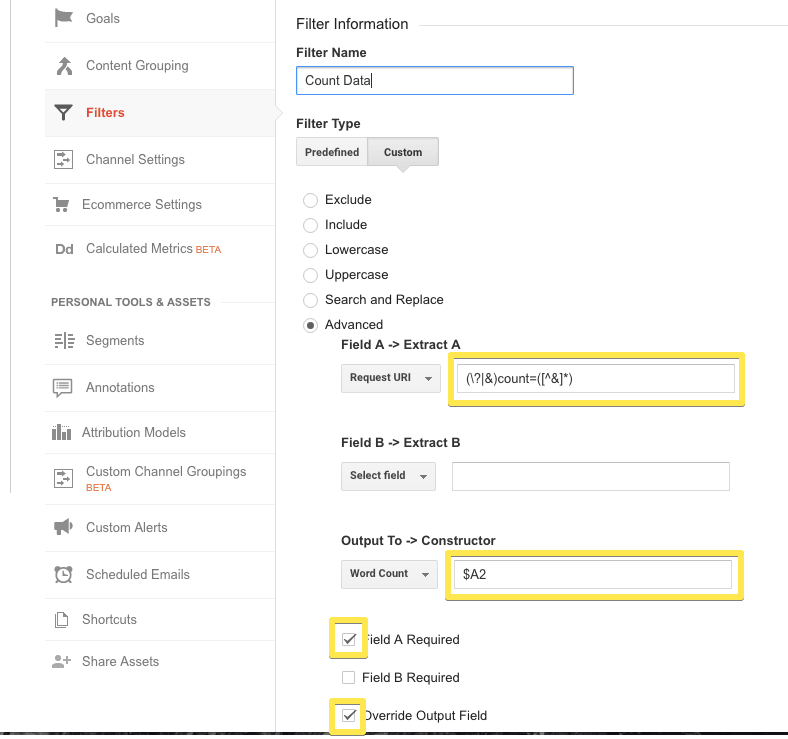 Goals
Content Grouping
Filters
Channel Settings
Ecommerce Settings
Dd Calculated Metrics BETA
PERSONAL TOOLS & ASSETS
Segments
Annotations
Attribution Models
Custom Channel Groupings
BETA
Custom Alerts
Scheduled Emails
Shortcuts
Share Assets
Filter Information
Filter Name
Count Data
Filter Type
Predefined Custom
Exclude
Include
Lowercase
Uppercase
Search and Replace
Advanced
Field A -> Extract A
Request URI (\?|&)count=([^&]*)
Field B -> Extract B
Select field
Output To -> Constructor
Word Count $A2
Field A Required
Field B Required
Override Output Field